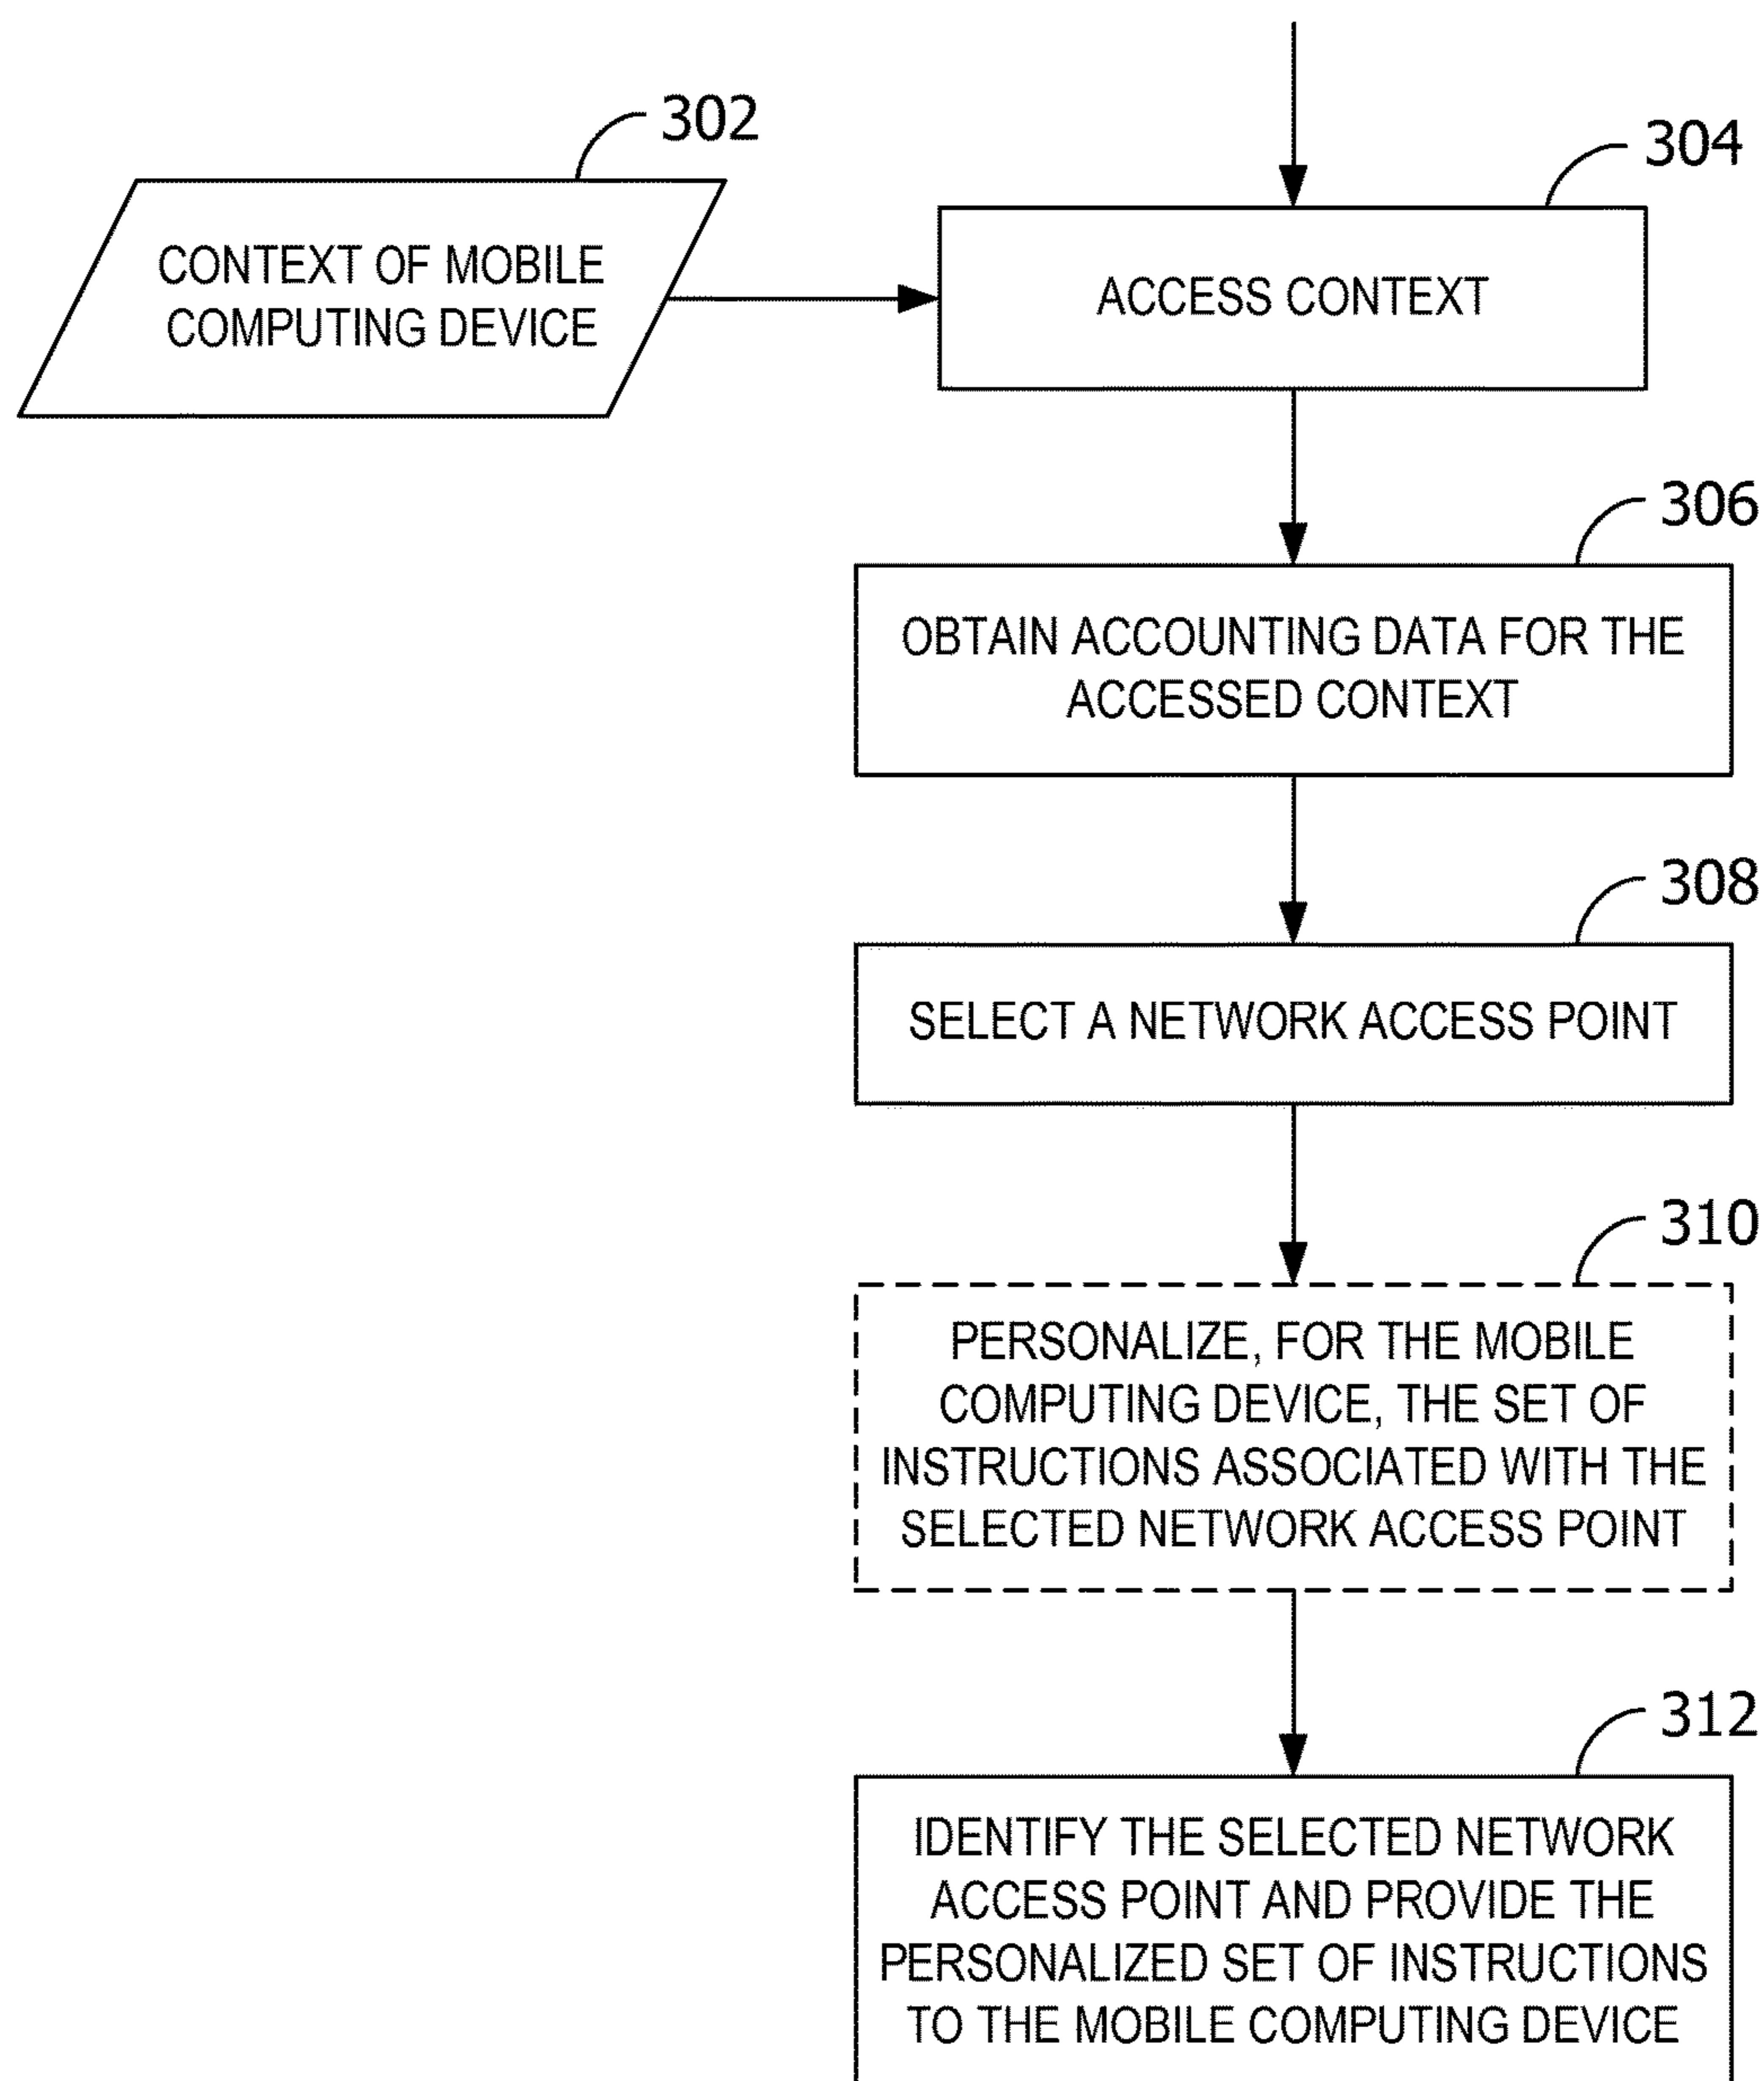 302
304
CONTEXT OF MOBILE
COMPUTING DEVICE
ACCESS CONTEXT
306
OBTAIN ACCOUNTING DATA FOR THE
ACCESSED CONTEXT
308
SELECT A NETWORK ACCESS POINT
310
PERSONALIZE, FOR THE MOBILE
COMPUTING DEVICE, THE SET OF
INSTRUCTIONS ASSOCIATED WITH THE
SELECTED NETWORK ACCESS POINT
312
IDENTIFY THE SELECTED NETWORK
ACCESS POINT AND PROVIDE THE
PERSONALIZED SET OF INSTRUCTIONS
TO THE MOBILE COMPUTING DEVICE